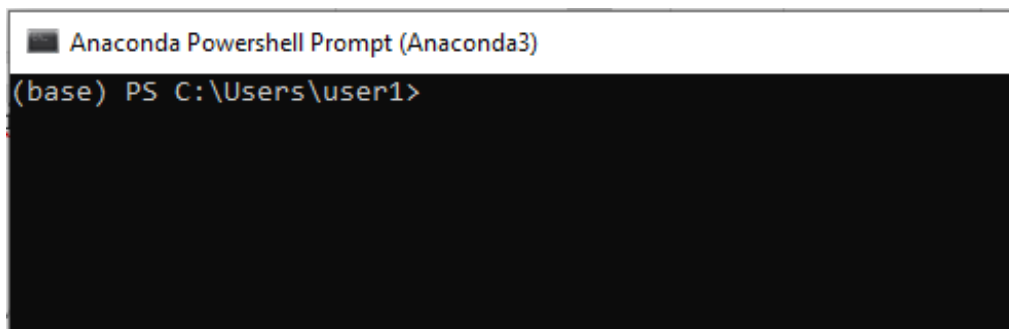 Anaconda Powershell Prompt (Anaconda3)
(base) PS C:\Users\user1>